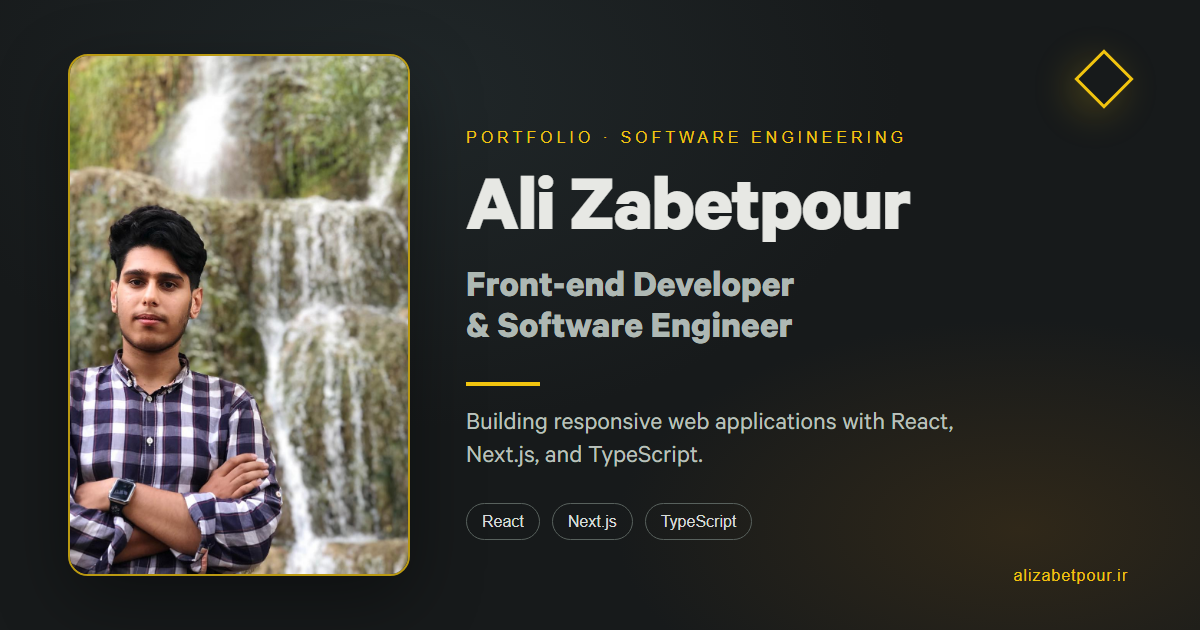 PORTFOLIO · SOFTWARE ENGINEERING
Ali Zabetpour
Front-end Developer
& Software Engineer
Building responsive web applications with React,
Next.js, and TypeScript.
React Next.js TypeScript
alizabetpour.ir